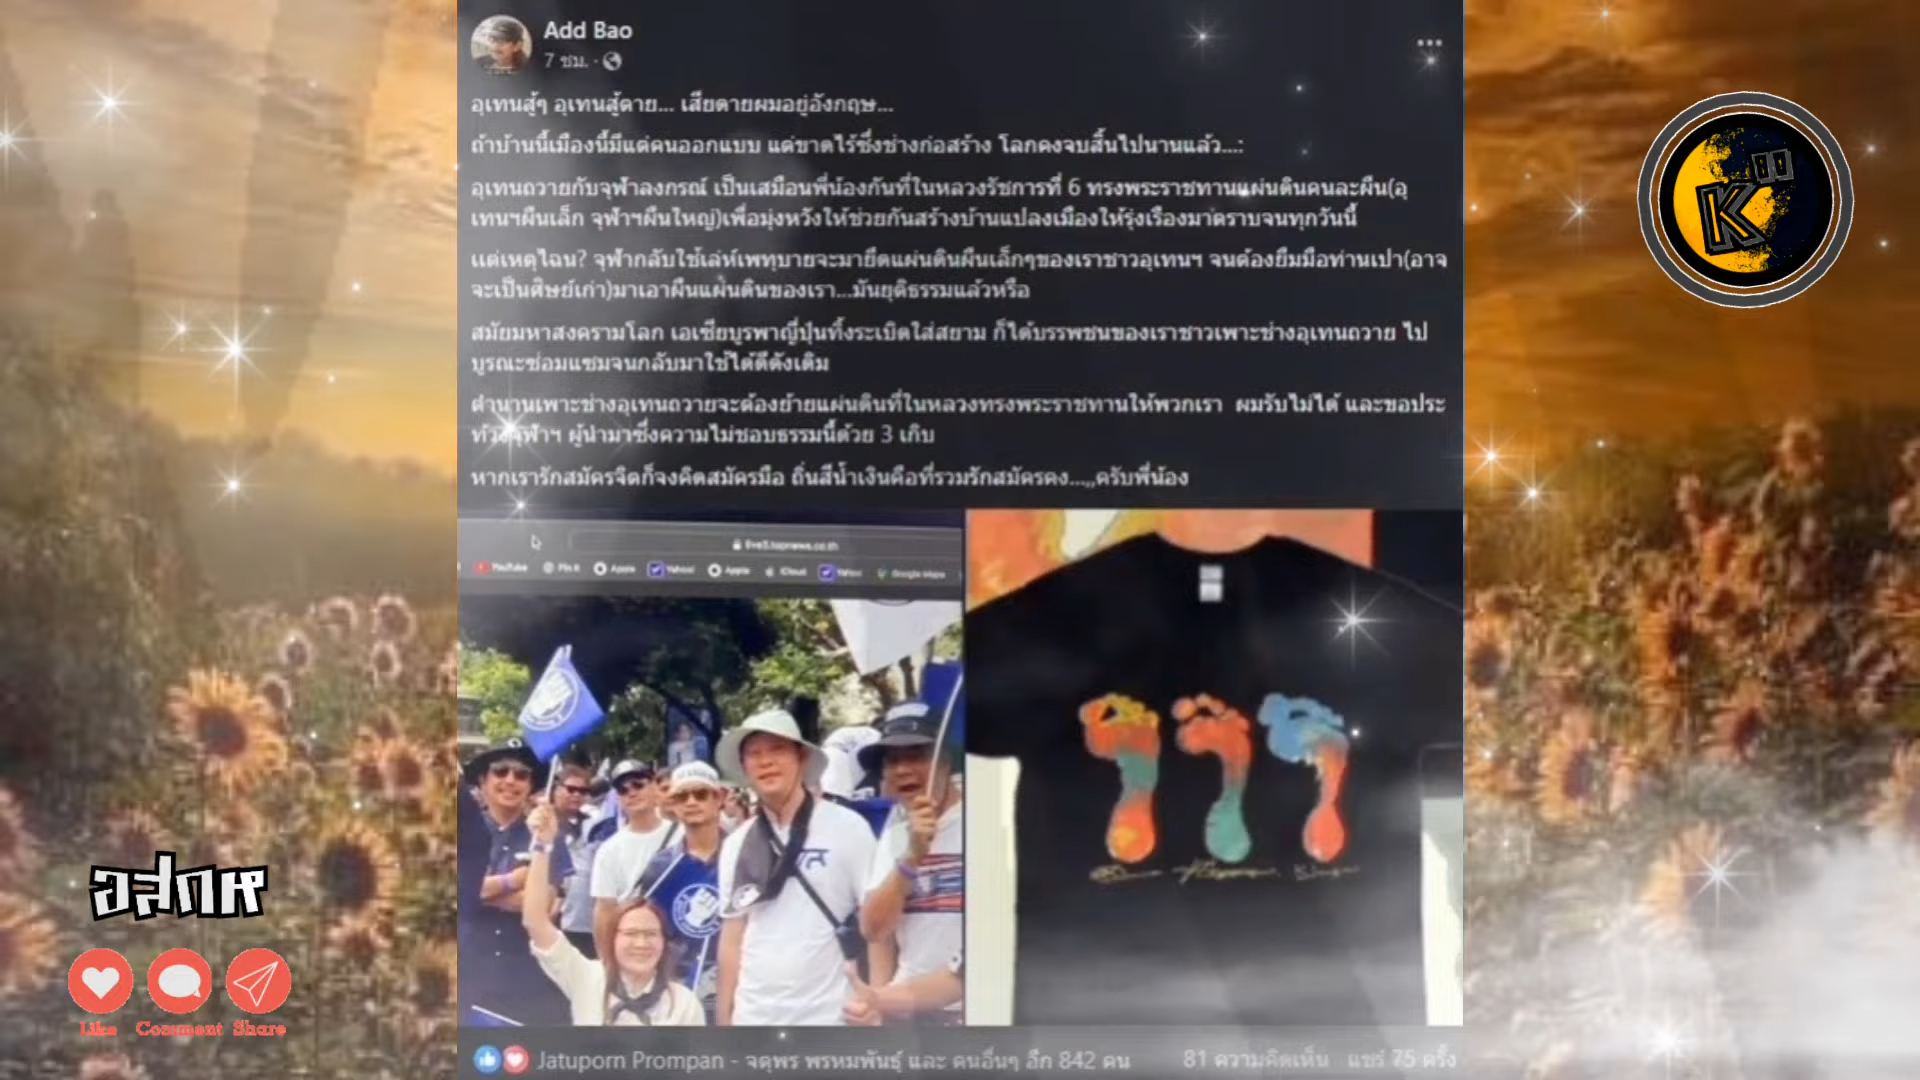 Add Bao
7 ชม.
อุเทนสู้ๆ อุเทนสู้ตาย... เสียดายผมอยู่อังกฤษ...
ถ้าบ้านนี้เมืองนี้มีแต่คนออกแบบ แต่ขาดไร้ซึ่งช่างก่อสร้าง โลกคงจบสิ้นไปนานแล้ว...:
อุเทนถวายกับจุฬาลงกรณ์ เป็นเสมือนพี่น้องกันที่ในหลวงรัชการที่ 6 ทรงพระราชทานแผ่นดินคนละผืน(อุ
เทนฯผืนเล็ก จุฬาฯผืนใหญ่)เพื่อมุ่งหวังให้ช่วยกันสร้างบ้านแปลงเมืองให้รุ่งเรืองมาตราบจนทุกวันนี้
แต่เหตุไฉน? จุฬากลับใช้เล่ห์เพทุบายจะมายึดแผ่นดินผืนเล็กๆของเราชาวอุเทนฯ จนต้องยืมมือท่านเปา(อาจ
จะเป็นศิษย์เก่า)มาเอาผืนแผ่นดินของเรา...มันยุติธรรมแล้วหรือ
สมัยมหาสงครามโลก เอเซียบูรพาญี่ปุ่นทิ้งระเบิดใส่สยาม ก็ได้บรรพชนของเราชาวเพาะช่างอุเทนถวาย ไป
บูรณะซ่อมแซมจนกลับมาใช้ได้ดีดังเดิม
ตำนานเพาะช่างอุเทนถวายจะต้องย้ายแผ่นดินที่ในหลวงทรงพระราชทานให้พวกเรา ผมรับไม่ได้ และขอประ
ท้วงจุฬาฯ ผู้นำมาซึ่งความไม่ชอบธรรมนี้ด้วย 3 เกิบ
หากเรารักสมัครจิตก็จงคิดสมัครมือ ถิ่นสีน้ำเงินคือที่รวมรักสมัครคง...,,ครับพี่น้อง
live3.topnews.co.th
YouTube Pin It Apple Yahoo! Apple iCloud Yahoo Google Maps
K
อสกห
Like Comment Share
Jatuporn Prompan - จตุพร พรหมพันธุ์ และ คนอื่นๆ อีก 842 คน 81 ความคิดเห็น แชร์ 75 ครั้ง